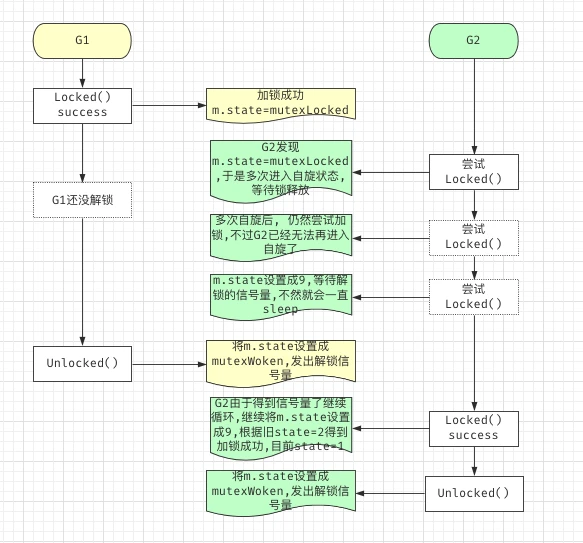 G1
G2
Locked()
success
加锁成功
m.state=mutexLocked
G2发现
m.state=mutexLocked
,于是多次进入自旋状态,
等待锁释放
尝试
Locked()
G1还没解锁
多次自旋后, 仍然尝试加
锁,不过G2已经无法再进入
自旋了
尝试
Locked()
m.state设置成9,等待解
锁的信号量,不然就会一直
sleep
尝试
Locked()
Unlocked()
将m.state设置成
mutexWoken,发出解锁信
号量
G2由于得到信号量了继续
循环,继续将m.state设置
成9,根据旧state=2得到
加锁成功,目前state=1
Locked()
success
将m.state设置成
mutexWoken,发出解锁信
号量
Unlocked()